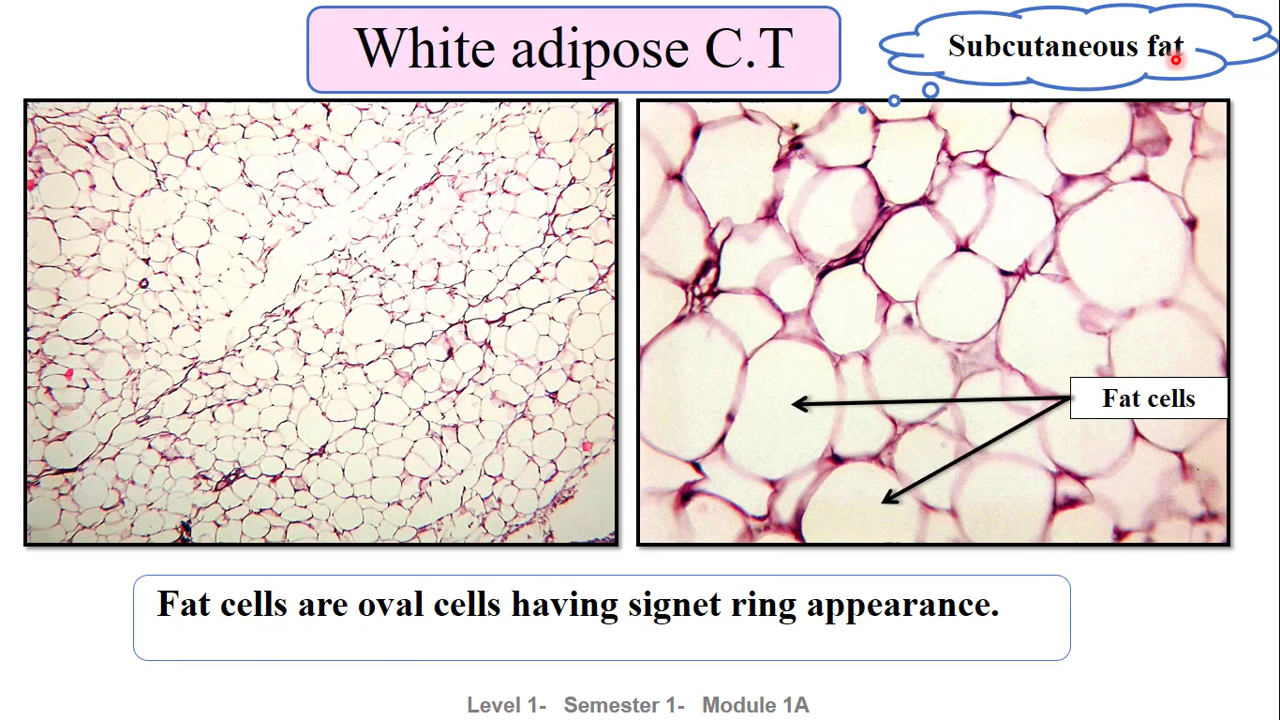 White adipose C.T
Subcutaneous fat
Fat cells
Fat cells are oval cells having signet ring appearance.
Level 1- Semester 1- Module 1A